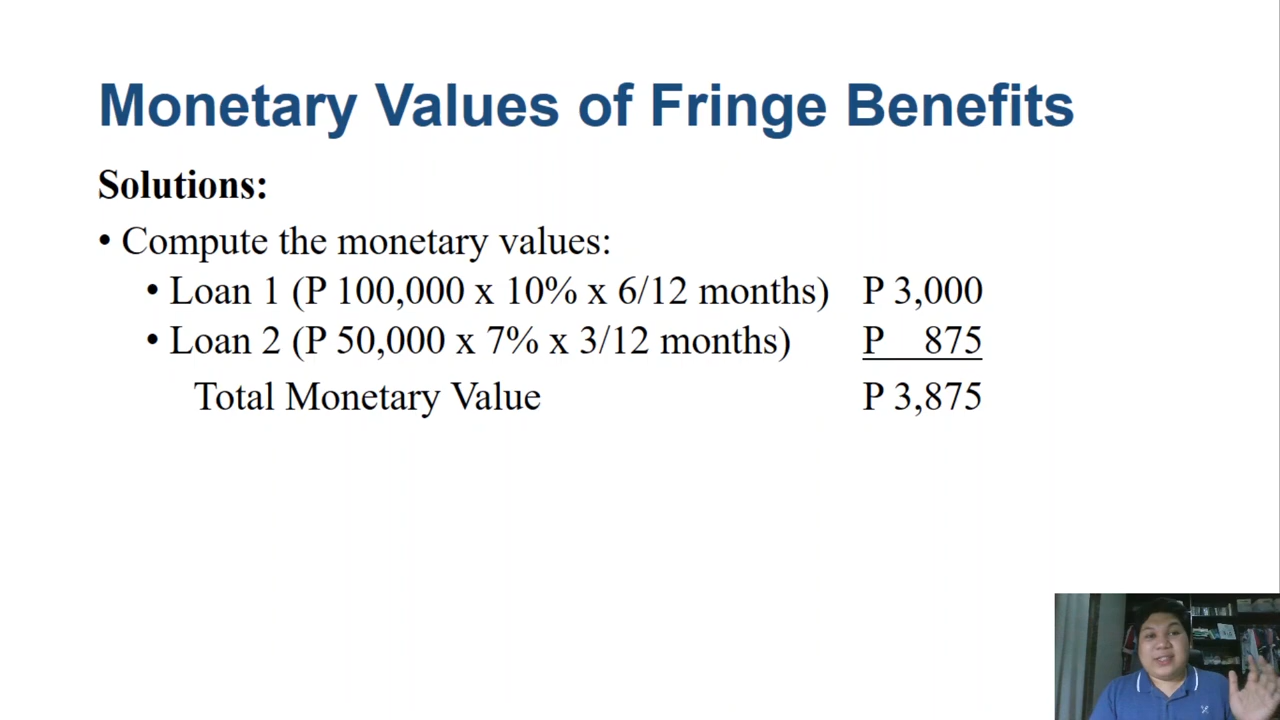 Monetary Values of Fringe Benefits
Solutions:
• Compute the monetary values:
• Loan 1 (P 100,000 x 10% x 6/12 months) P 3,000
• Loan 2 (P 50,000 x 7% x 3/12 months) P 875
Total Monetary Value P 3,875